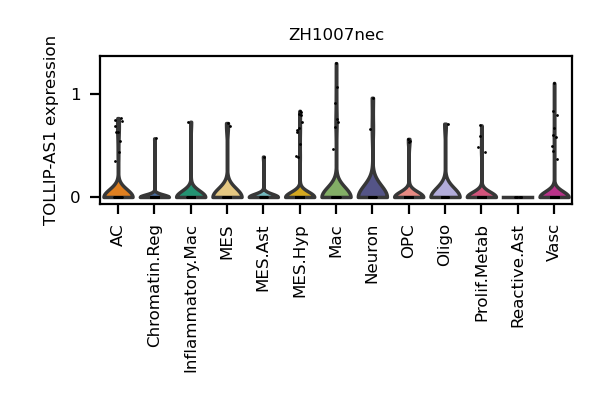 ZH1007nec
TOLLIP-AS1 expression
1
0
AC
Chromatin.Reg
Inflammatory.Mac
MES
MES.Ast
MES.Hyp
Mac
Neuron
OPC
Oligo
Prolif.Metab
Reactive.Ast
Vasc